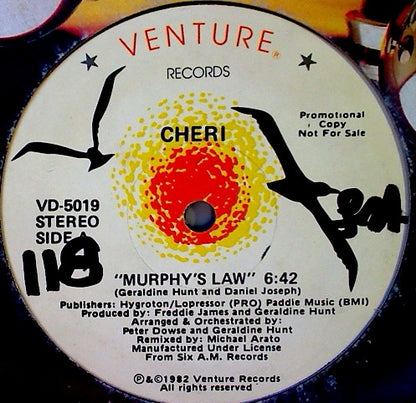 VENTURE®
RECORDS
Promotional
Copy
Not For Sale
CHERI
VD-5019
STEREO
SIDE
118
"MURPHY'S LAW" 6:42
(Geraldine Hunt and Daniel Joseph)
Publishers: Hygroton/Lopressor (PRO) Paddie Music (BMI)
Produced by: Freddie James and Geraldine Hunt
Arranged & Orchestrated by:
Peter Dowse and Geraldine Hunt
Remixed by: Michael Arato
Manufactured Under License
From Six A.M. Records
℗&©1982 Venture Records
All rights reserved